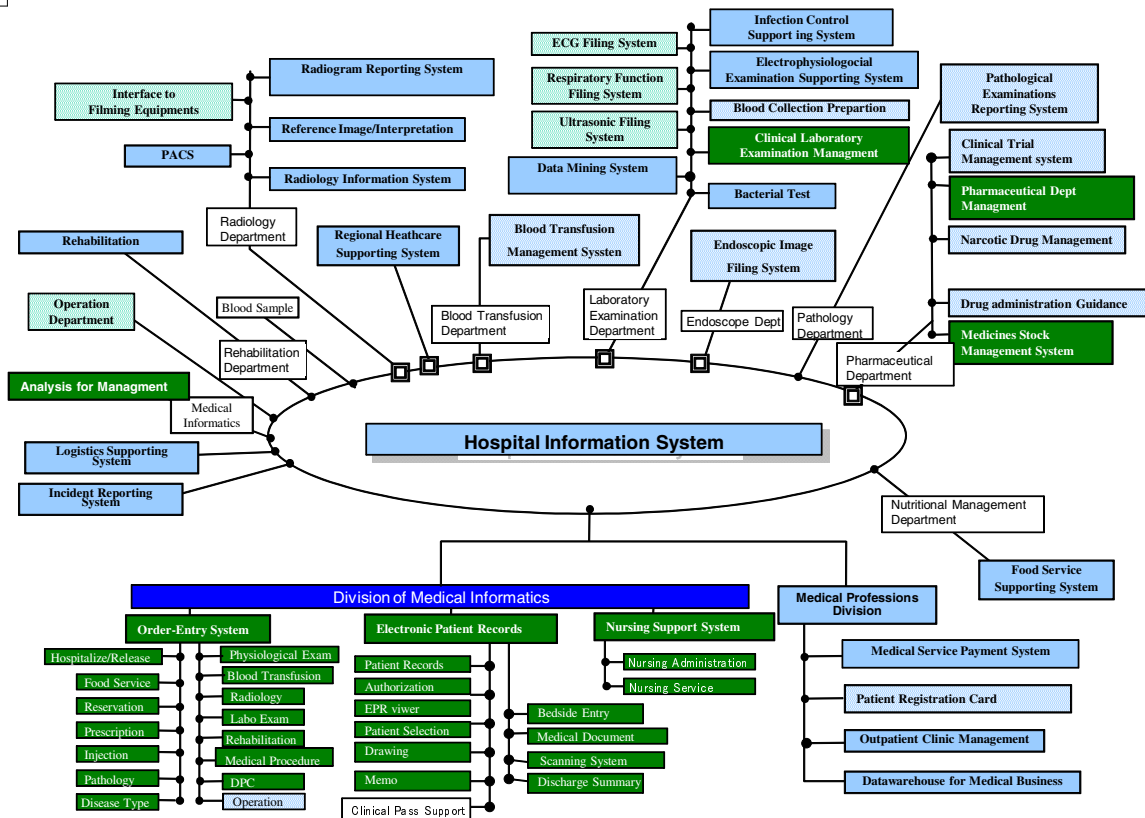 Infection Control
Support ing System
ECG Filing System
Radiogram Reporting System
Electrophysiologocial
Examination Supporting System
Pathological
Examinations
Reporting System
Respiratory Function
Filing System
Interface to
Filming Equipments
Blood Collection Prepartion
Ultrasonic Filing
System
Reference Image/Interpretation
Clinical Laboratory
Examination Managment
Clinical Trial
Management system
PACS
Data Mining System
Radiology Information System
Bacterial Test
Pharmaceutical Dept
Managment
Radiology
Department
Rehabilitation
Regional Heathcare
Supporting System
Blood Transfusion
Management Systen
Endoscopic Image
Filing System
Narcotic Drug Management
Operation
Department
Blood Sample
Blood Transfusion
Department
Laboratory
Examination
Department
Endoscope Dept
Pathology
Department
Drug administration Guidance
Medicines Stock
Management System
Rehabilitation
Department
Pharmaceutical
Department
Analysis for Managment
Medical
Informatics
Hospital Information System
Logistics Supporting
System
Incident Reporting
System
Nutritional Management
Department
Food Service
Supporting System
Division of Medical Informatics
Medical Professions
Division
Order-Entry System
Electronic Patient Records
Nursing Support System
Hospitalize/Release
Food Service
Reservation
Prescription
Injection
Pathology
Disease Type
Physiological Exam
Blood Transfusion
Radiology
Labo Exam
Rehabilitation
Medical Procedure
DPC
Operation
Patient Records
Authorization
EPR viwer
Patient Selection
Drawing
Memo
Clinical Pass Support
Bedside Entry
Medical Document
Scanning System
Discharge Summary
Nursing Administration
Nursing Service
Medical Service Payment System
Patient Registration Card
Outpatient Clinic Management
Datawarehouse for Medical Business